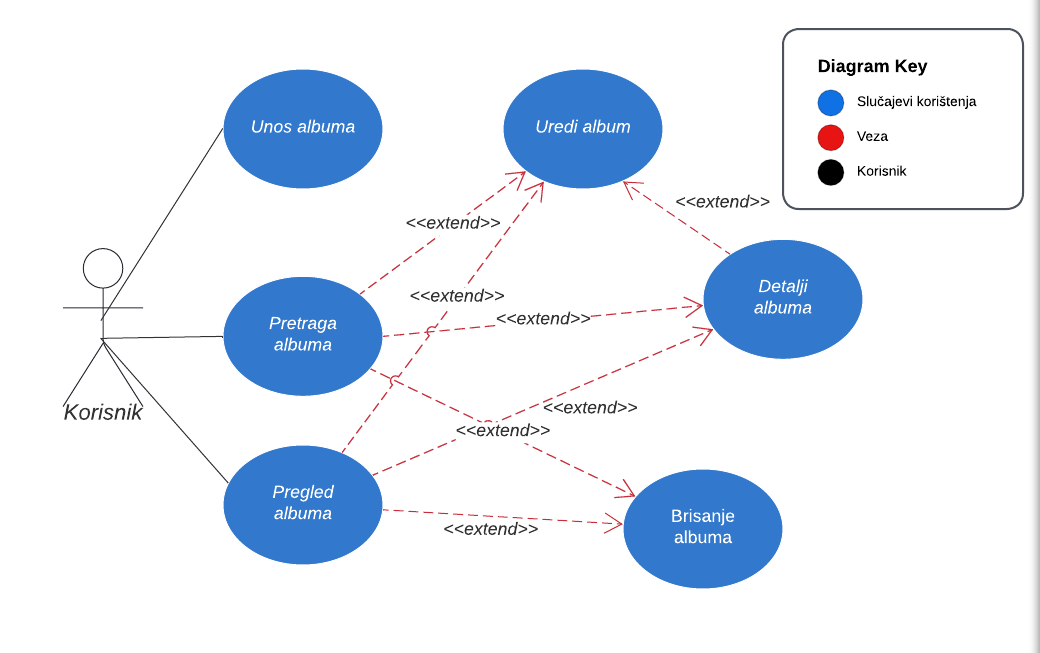 Diagram Key
Slučajevi korištenja
Veza
Korisnik
Unos albuma
Uredi album
<<extend>>
<<extend>>
<<extend>>
<<extend>>
Detalji
albuma
Pretraga
albuma
Korisnik
<<extend>>
<<extend>>
Pregled
albuma
<<extend>>
Brisanje
albuma